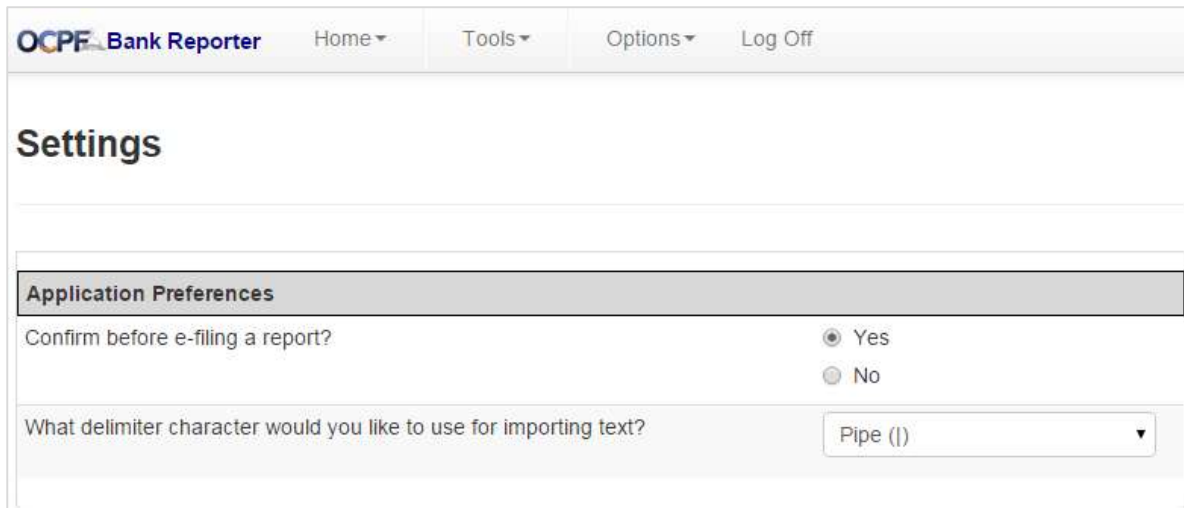 OCPF Bank Reporter Home Tools Options Log Off
Settings
Application Preferences
Confirm before e-filing a report? Yes
No
What delimiter character would you like to use for importing text? Pipe (|)